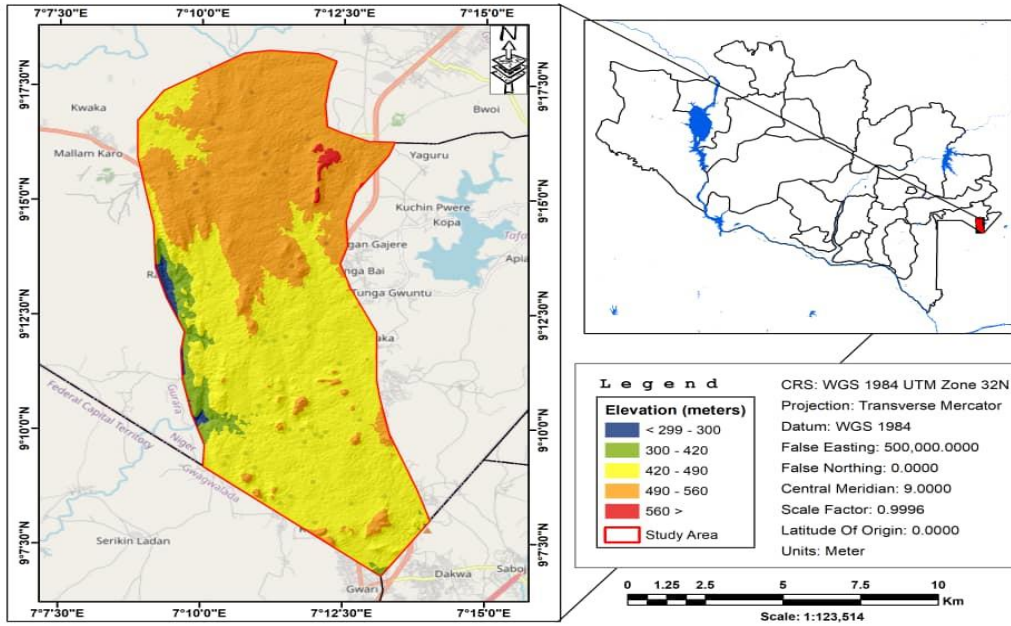 7°7'30"E 7°10'0"E 7°12'30"E 7°15'0"E
9°17'30"N
9°15'0"N
9°12'30"N
9°10'0"N
9°7'30"N
N
Kwaka
Bwoi
Mallam Karo
Yaguru
Kuchin Pwere
Kopa
Tafa
gan Gajere
Apia
Ra
nga Bai
Tunga Gwuntu
aka
Gurara
Federal Capital Territory
Niger
Gwagwalada
Serikin Ladan
Gwari
Dakwa
Saboj
9°17'30"N
9°15'0"N
9°12'30"N
9°10'0"N
9°7'30"N
7°7'30"E 7°10'0"E 7°12'30"E 7°15'0"E
Legend
Elevation (meters)
< 299 - 300
300 - 420
420 - 490
490 - 560
560 >
Study Area
CRS: WGS 1984 UTM Zone 32N
Projection: Transverse Mercator
Datum: WGS 1984
False Easting: 500,000.0000
False Northing: 0.0000
Central Meridian: 9.0000
Scale Factor: 0.9996
Latitude Of Origin: 0.0000
Units: Meter
0 1.25 2.5 5 7.5 10
Km
Scale: 1:123,514